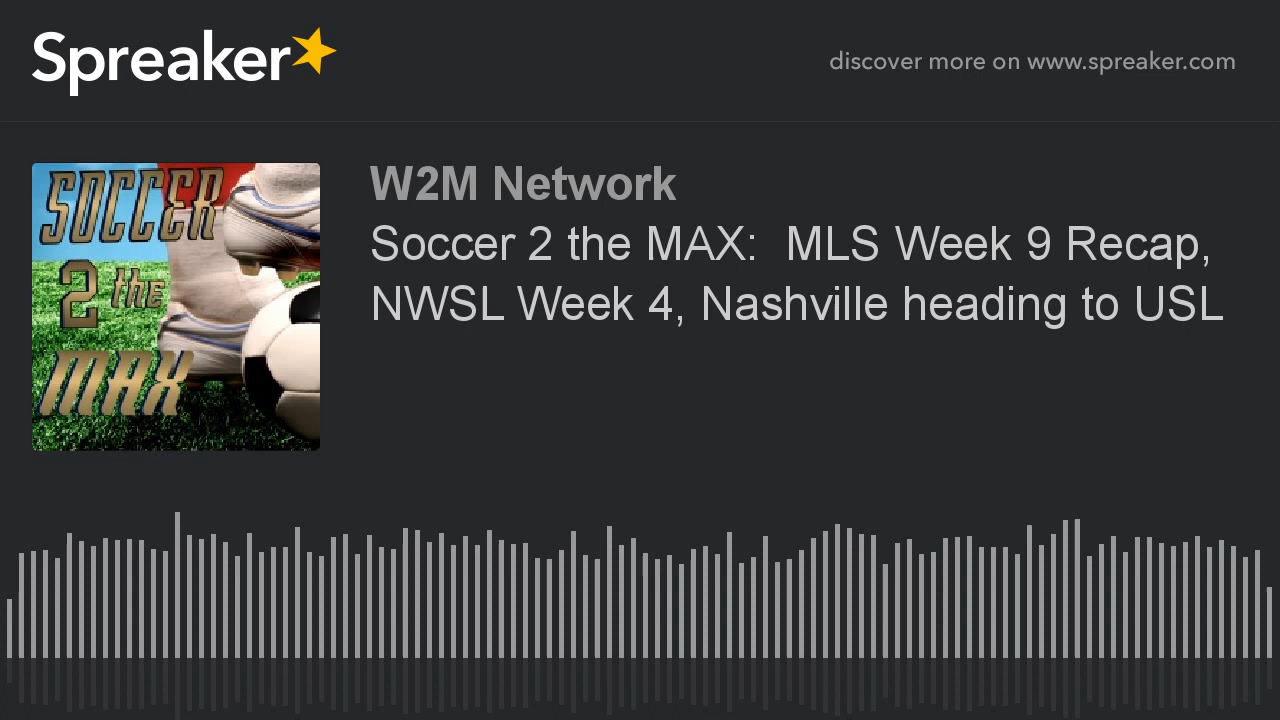 Spreaker
discover more on www.spreaker.com
SOCCER
2 the
MAX
W2M Network
Soccer 2 the MAX:  MLS Week 9 Recap,
NWSL Week 4, Nashville heading to USL